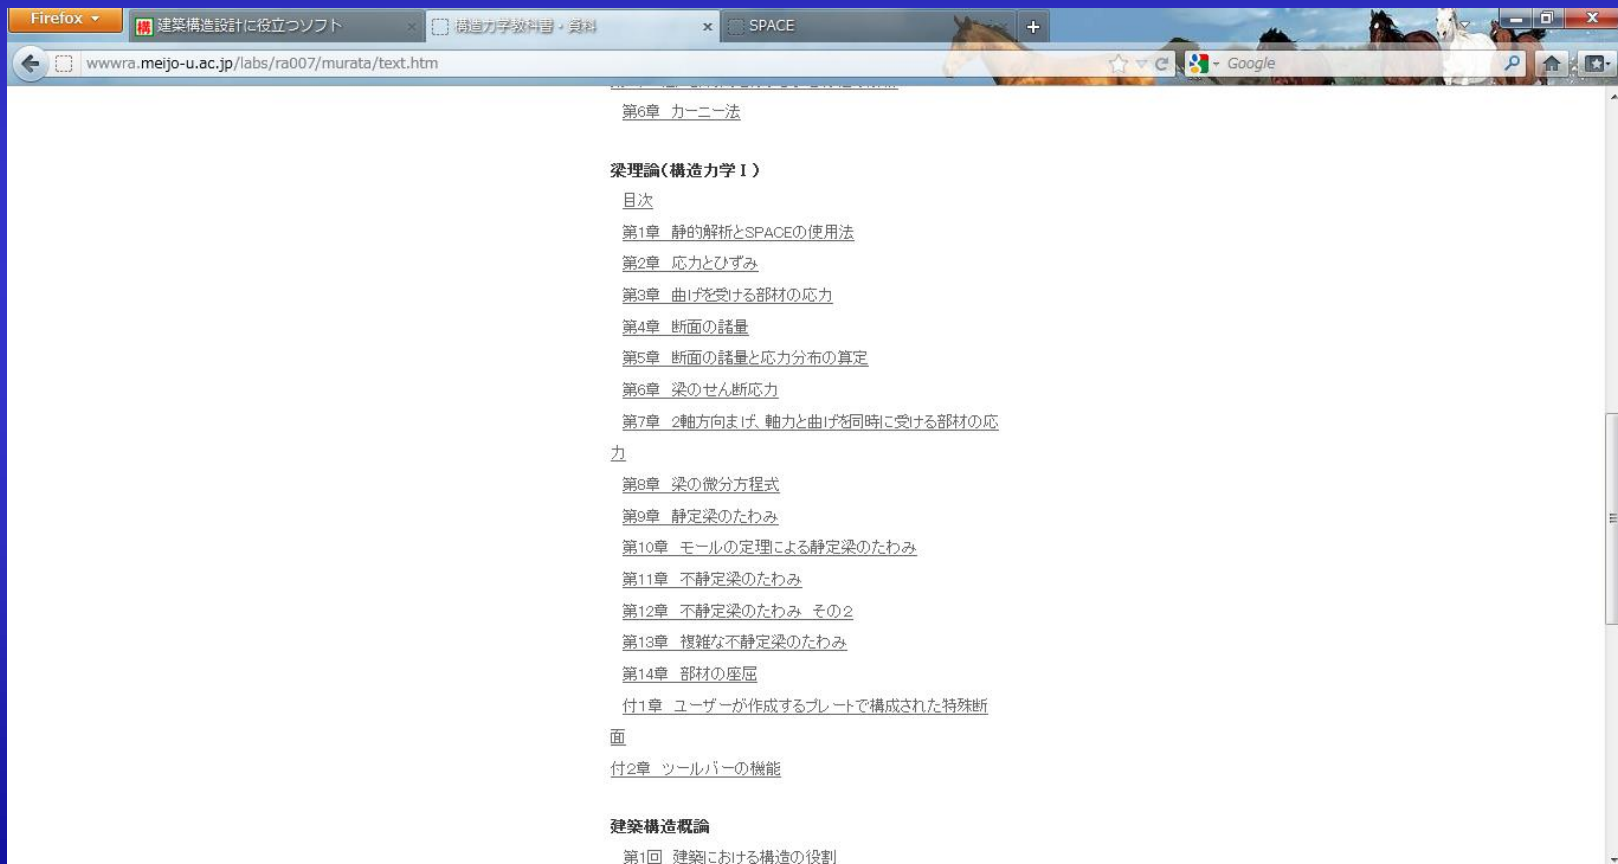 Firefox
構 建築構造設計に役立つソフト
構造力学教科書・資料
SPACE
wwwra.meijo-u.ac.jp/labs/ra007/murata/text.htm
Google
第6章 カーニー法
梁理論(構造力学Ⅰ)
目次
第1章 静的解析とSPACEの使用法
第2章 応力とひずみ
第3章 曲げを受ける部材の応力
第4章 断面の諸量
第5章 断面の諸量と応力分布の算定
第6章 梁のせん断応力
第7章 2軸方向まげ、軸力と曲げを同時に受ける部材の応
力
第8章 梁の微分方程式
第9章 静定梁のたわみ
第10章 モールの定理による静定梁のたわみ
第11章 不静定梁のたわみ
第12章 不静定梁のたわみ その2
第13章 複雑な不静定梁のたわみ
第14章 部材の座屈
付1章 ユーザーが作成するプレートで構成された特殊断
面
付2章 ツールバーの機能
建築構造概論
第1回 建築における構造の役割